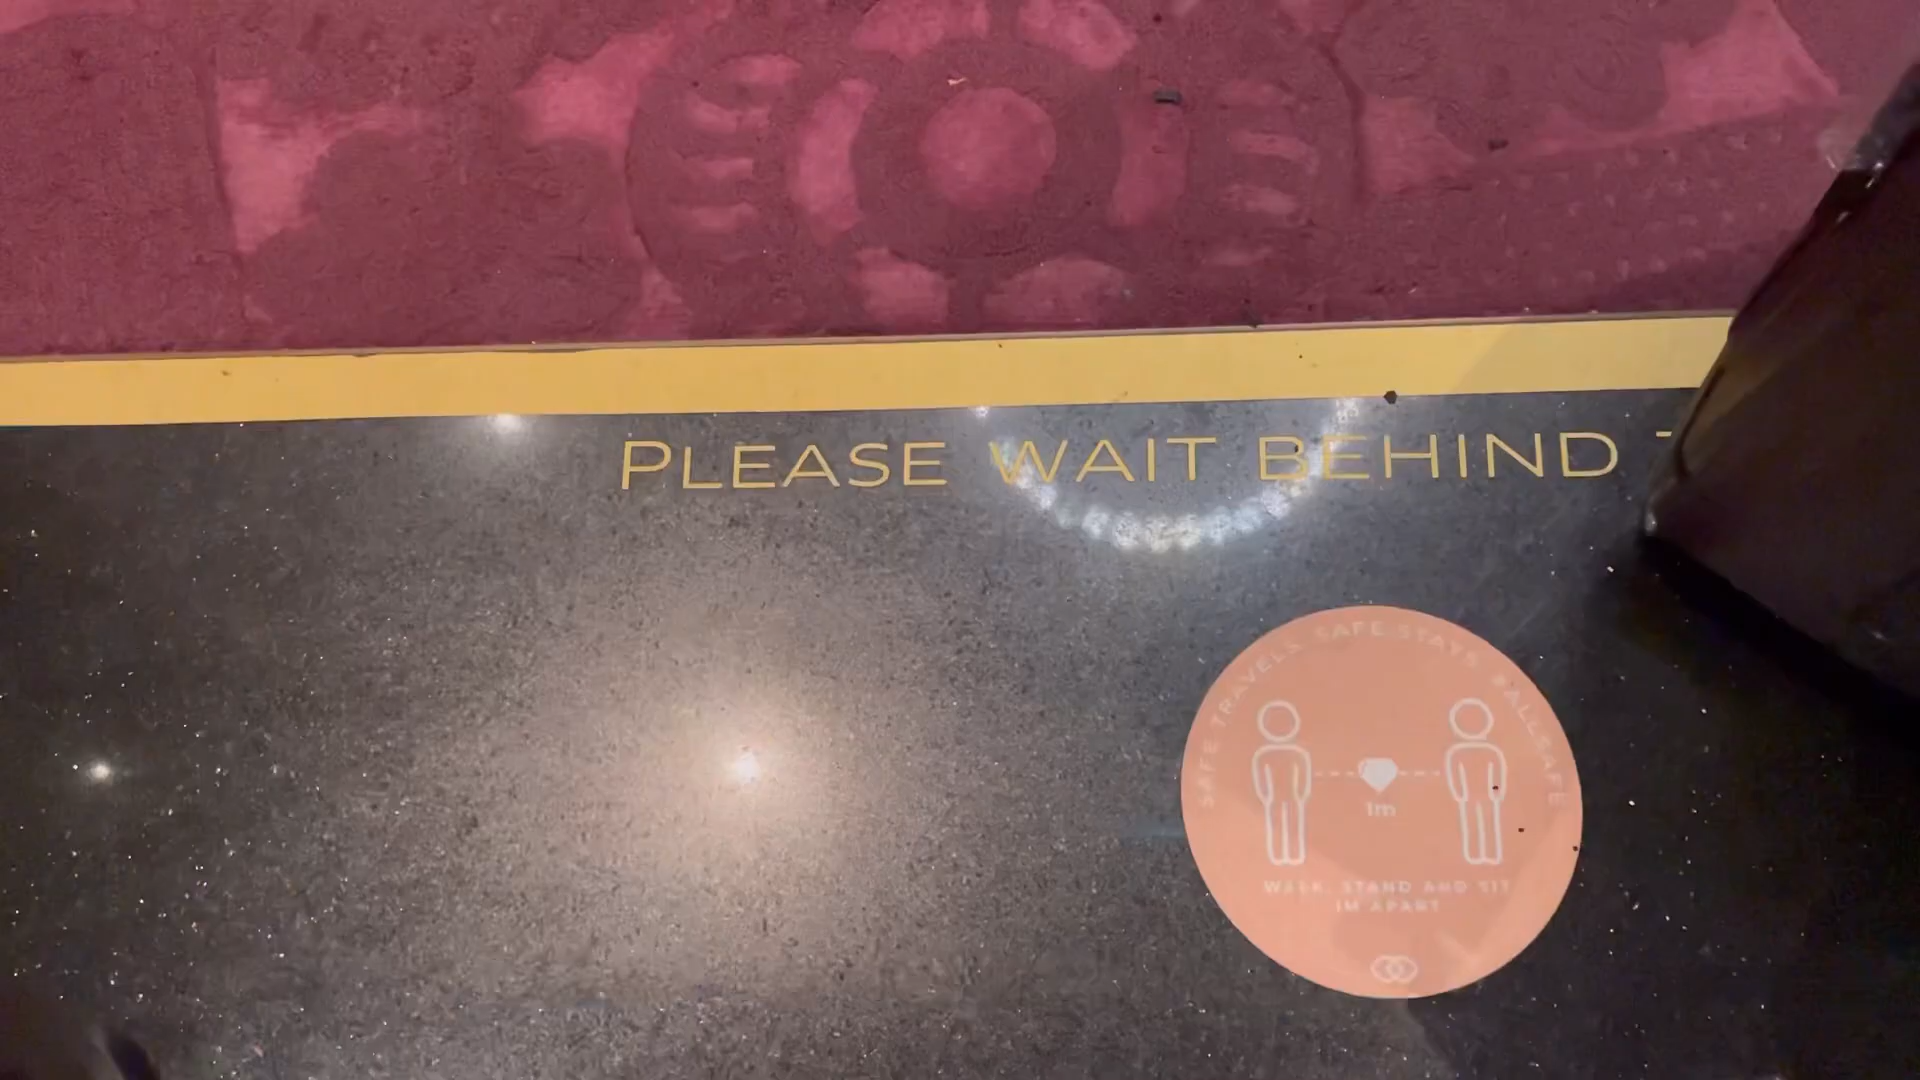 PLEASE WAIT BEHIND T
SAFE TRAVELS. SAFE STAYS #ALLSAFE
1m
WALK, STAND AND SIT
1M APART